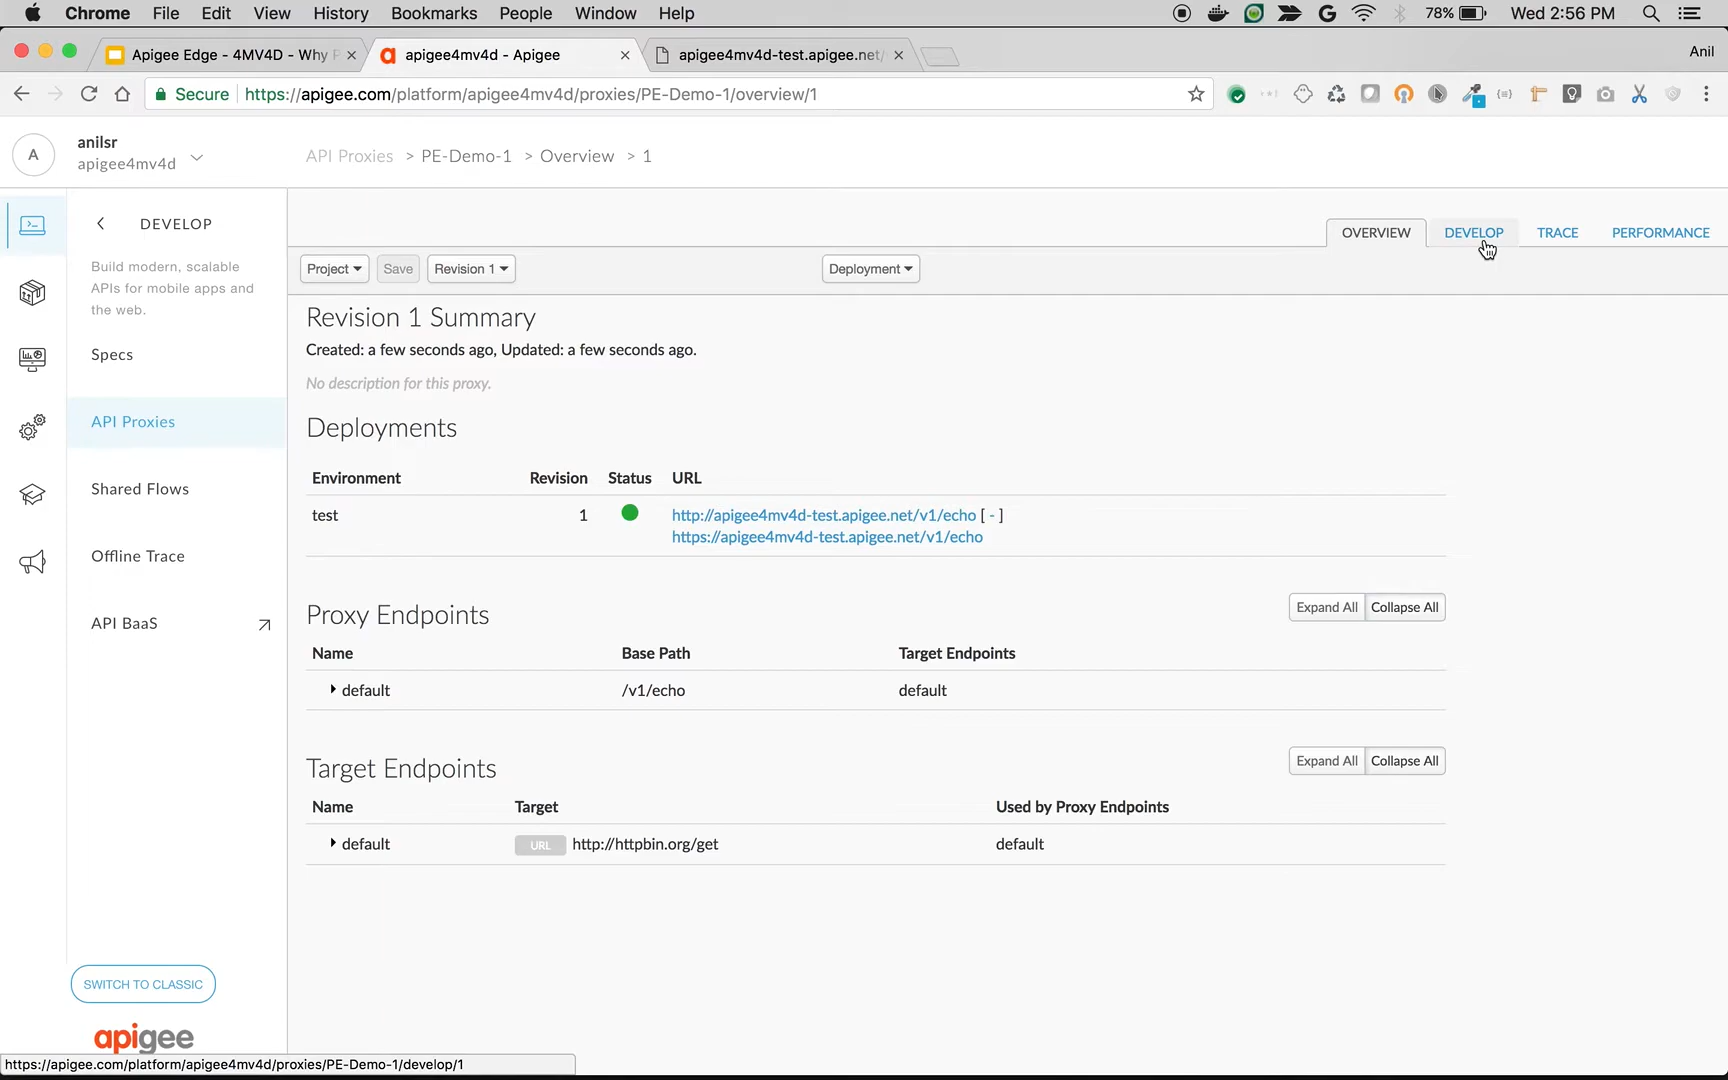 Chrome File Edit View History Bookmarks People Window Help 78% Wed 2:56 PM
Apigee Edge - 4MV4D - Why P apigee4mv4d - Apigee apigee4mv4d-test.apigee.net/ Anil
Secure https://apigee.com/platform/apigee4mv4d/proxies/PE-Demo-1/overview/1
A anilsr
apigee4mv4d
API Proxies > PE-Demo-1 > Overview > 1
DEVELOP
Build modern, scalable
APIs for mobile apps and
the web.
Specs
API Proxies
Shared Flows
Offline Trace
API BaaS
SWITCH TO CLASSIC
apigee
OVERVIEW DEVELOP TRACE PERFORMANCE
Project Save Revision 1 Deployment
Revision 1 Summary
Created: a few seconds ago, Updated: a few seconds ago.
No description for this proxy.
Deployments
Environment Revision Status URL
test 1 http://apigee4mv4d-test.apigee.net/v1/echo [ - ]
https://apigee4mv4d-test.apigee.net/v1/echo
Proxy Endpoints Expand All Collapse All
Name Base Path Target Endpoints
default /v1/echo default
Target Endpoints Expand All Collapse All
Name Target Used by Proxy Endpoints
default URL http://httpbin.org/get default
https://apigee.com/platform/apigee4mv4d/proxies/PE-Demo-1/develop/1